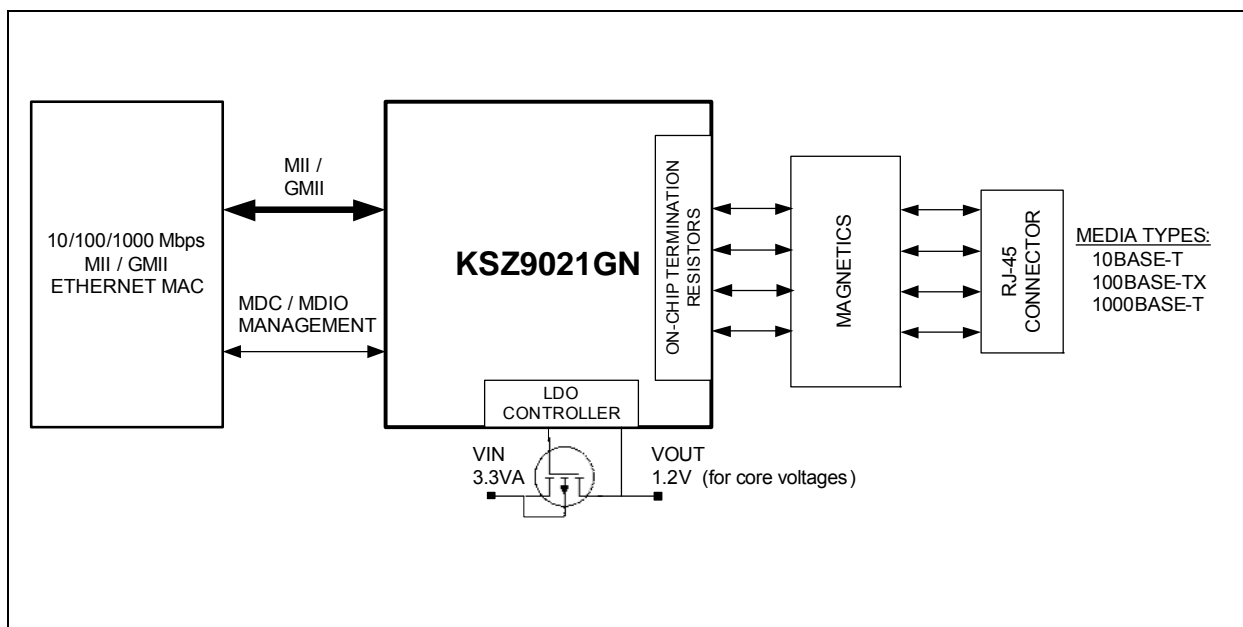 10/100/1000 Mbps
MII / GMII
ETHERNET MAC
MII /
GMII
MDC / MDIO
MANAGEMENT
KSZ9021GN
ON-CHIP TERMINATION
RESISTORS
LDO
CONTROLLER
VIN
3.3VA
VOUT
1.2V (for core voltages)
MAGNETICS
RJ-45
CONNECTOR
MEDIA TYPES:
10BASE-T
100BASE-TX
1000BASE-T